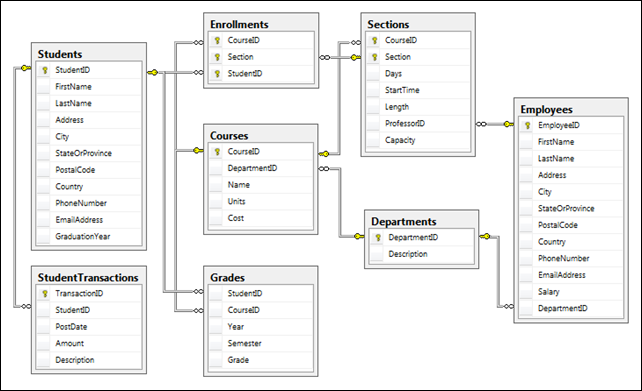 Students
StudentID
FirstName
LastName
Address
City
StateOrProvince
PostalCode
Country
PhoneNumber
EmailAddress
GraduationYear
StudentTransactions
TransactionID
StudentID
PostDate
Amount
Description
Enrollments
CourseID
Section
StudentID
Courses
CourseID
DepartmentID
Name
Units
Cost
Grades
StudentID
CourseID
Year
Semester
Grade
Sections
CourseID
Section
Days
StartTime
Length
ProfessorID
Capacity
Departments
DepartmentID
Description
Employees
EmployeeID
FirstName
LastName
Address
City
StateOrProvince
PostalCode
Country
PhoneNumber
EmailAddress
Salary
DepartmentID